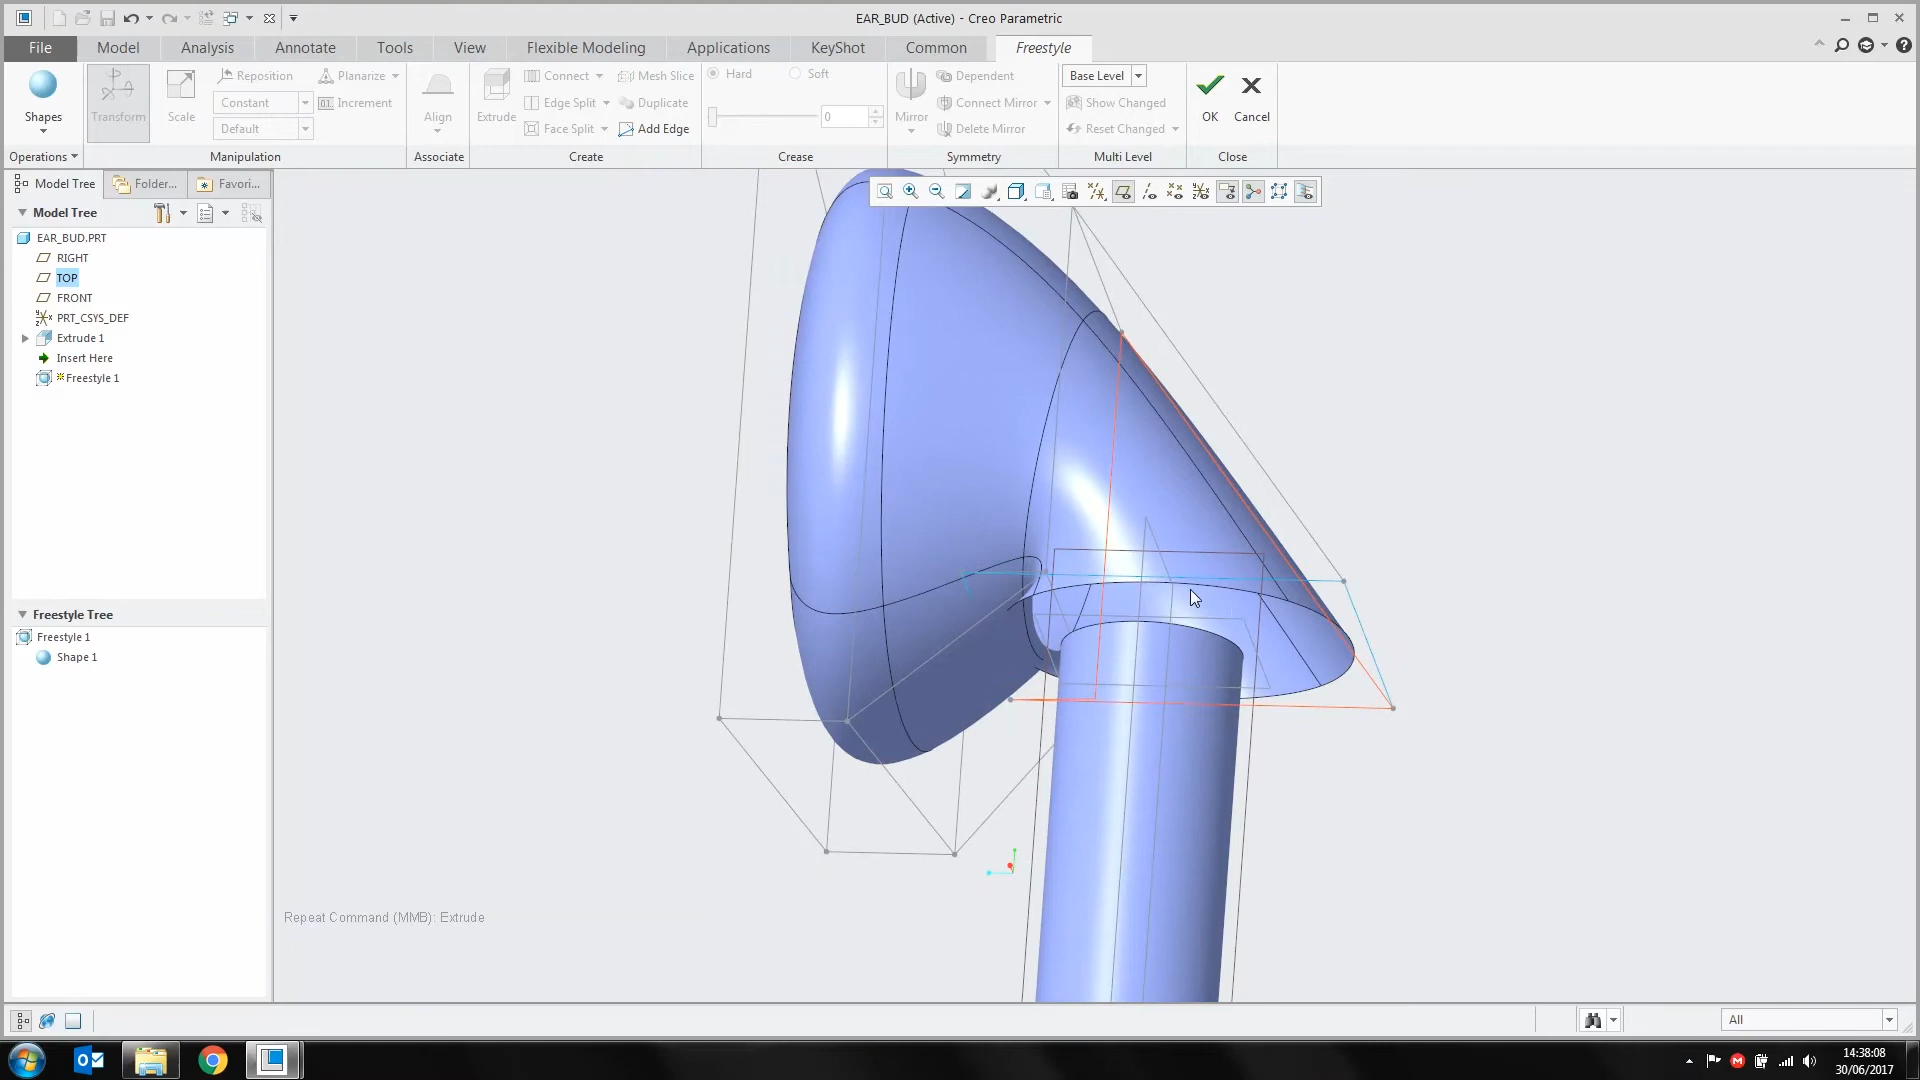 EAR_BUD (Active) - Creo Parametric
File Model Analysis Annotate Tools View Flexible Modeling Applications KeyShot Common Freestyle
Shapes
Operations
Transform
Scale
Reposition
Constant
Default
Planarize
Increment
Manipulation
Align
Associate
Extrude
Connect
Edge Split
Face Split
Mesh Slice
Duplicate
Add Edge
Create
Hard Soft
0
Crease
Mirror
Dependent
Connect Mirror
Delete Mirror
Symmetry
Base Level
Show Changed
Reset Changed
Multi Level
OK
Cancel
Close
Model Tree Folder... Favori...
Model Tree
EAR_BUD.PRT
RIGHT
TOP
FRONT
PRT_CSYS_DEF
Extrude 1
Insert Here
Freestyle 1
Freestyle Tree
Freestyle 1
Shape 1
Repeat Command (MMB): Extrude
All
14:38:08
30/06/2017